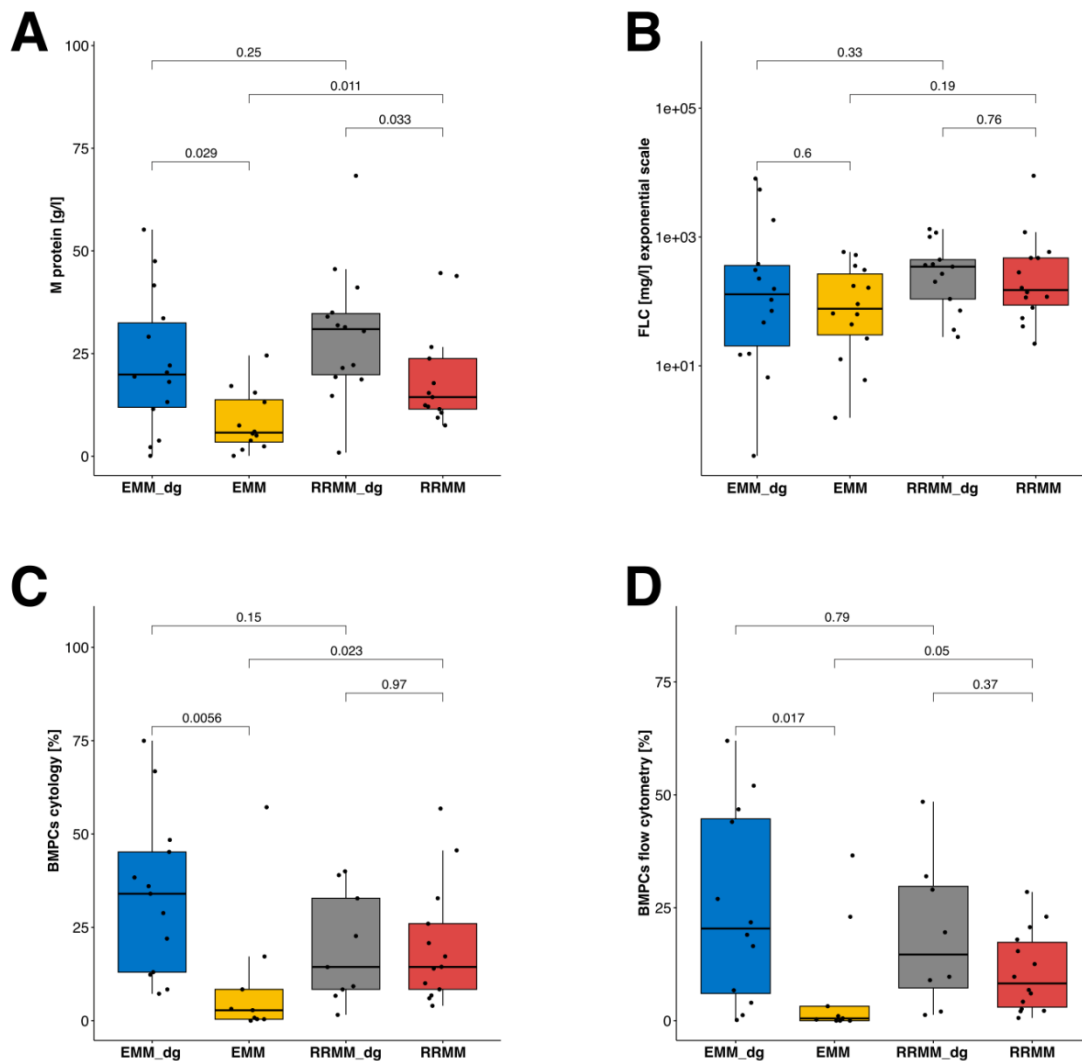 A
100
0.25
0.011
75
0.033
0.029
M protein [g/l]
50
25
0
EMM_dg EMM RRMM_dg RRMM
B
0.33
1e+05
0.19
0.76
0.6
FLC [mg/l] exponential scale
1e+03
1e+01
EMM_dg EMM RRMM_dg RRMM
C
0.15
100
0.023
0.97
0.0056
75
BMPCs cytology [%]
50
25
0
EMM_dg EMM RRMM_dg RRMM
D
0.79
0.05
75
0.37
0.017
BMPCs flow cytometry [%]
50
25
0
EMM_dg EMM RRMM_dg RRMM